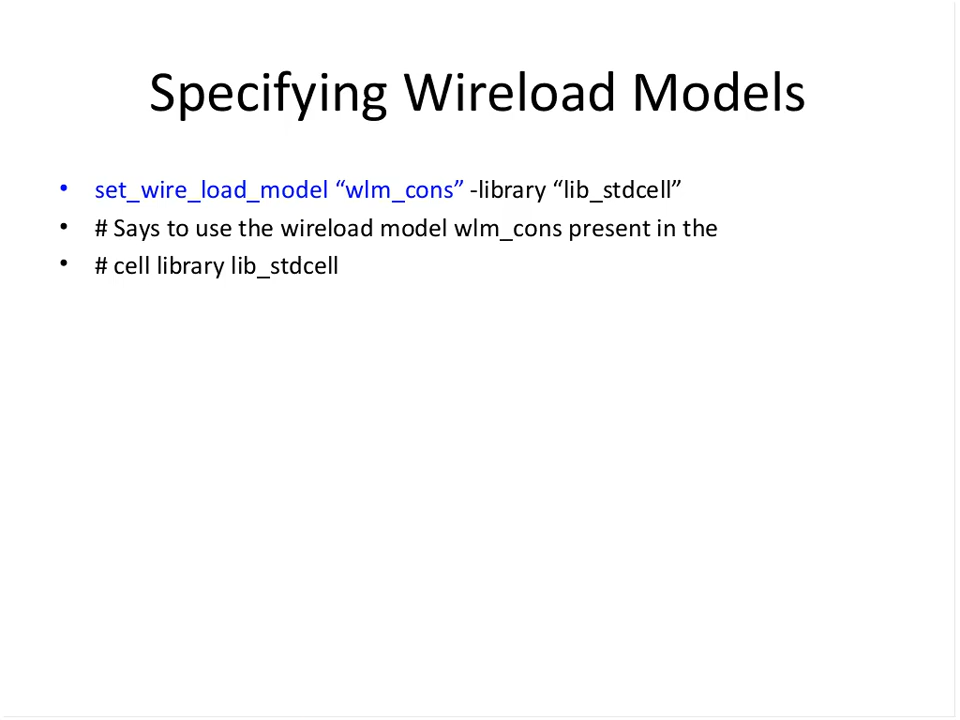 Specifying Wireload Models
• set_wire_load_model “wlm_cons” -library “lib_stdcell”
• # Says to use the wireload model wlm_cons present in the
• # cell library lib_stdcell